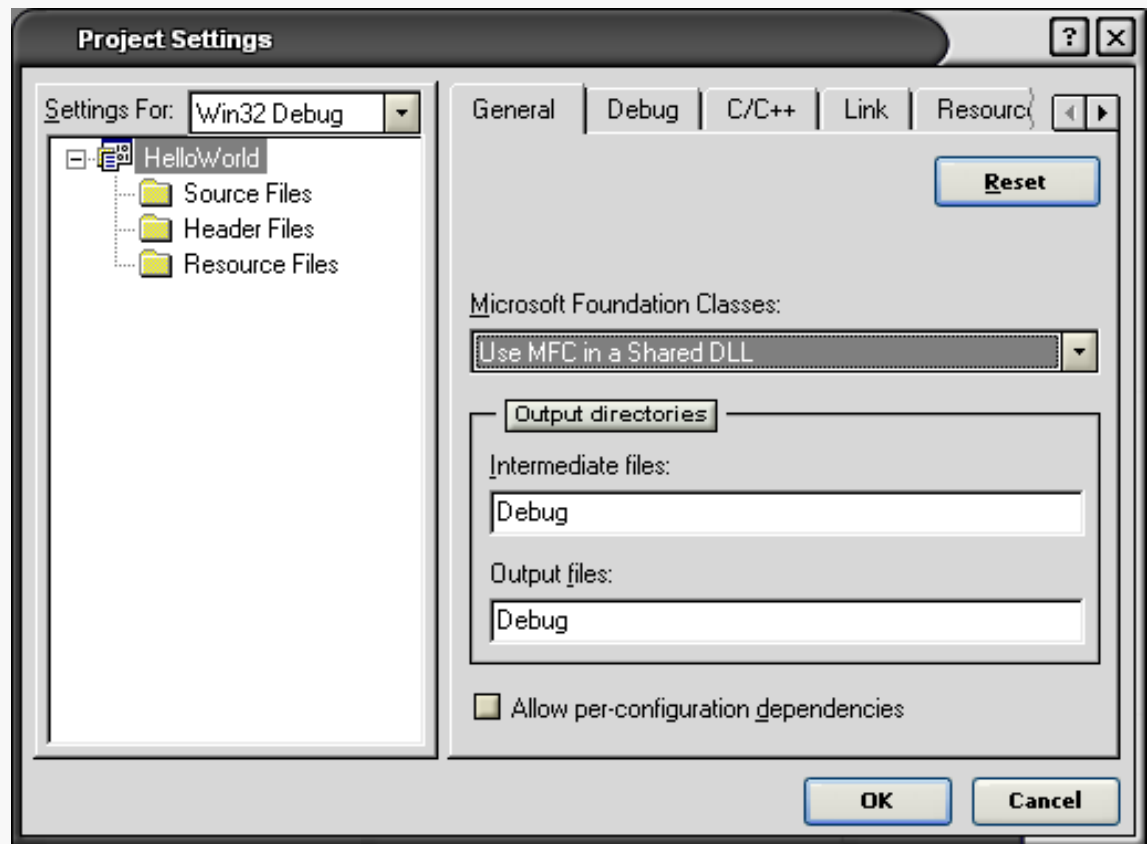 Project Settings
Settings For: Win32 Debug
HelloWorld
Source Files
Header Files
Resource Files
General Debug C/C++ Link
Reset
Microsoft Foundation Classes:
Use MFC in a Shared DLL
Output directories
Intermediate files:
Debug
Output files:
Debug
Allow per-configuration dependencies
OK Cancel